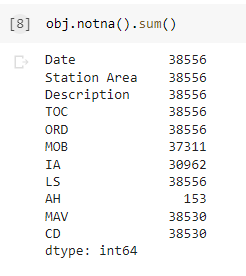 [8] obj.notna().sum()
Date 38556
Station Area 38556
Description 38556
TOC 38556
ORD 38556
MOB 37311
IA 30962
LS 38556
AH 153
MAV 38530
CD 38530
dtype: int64